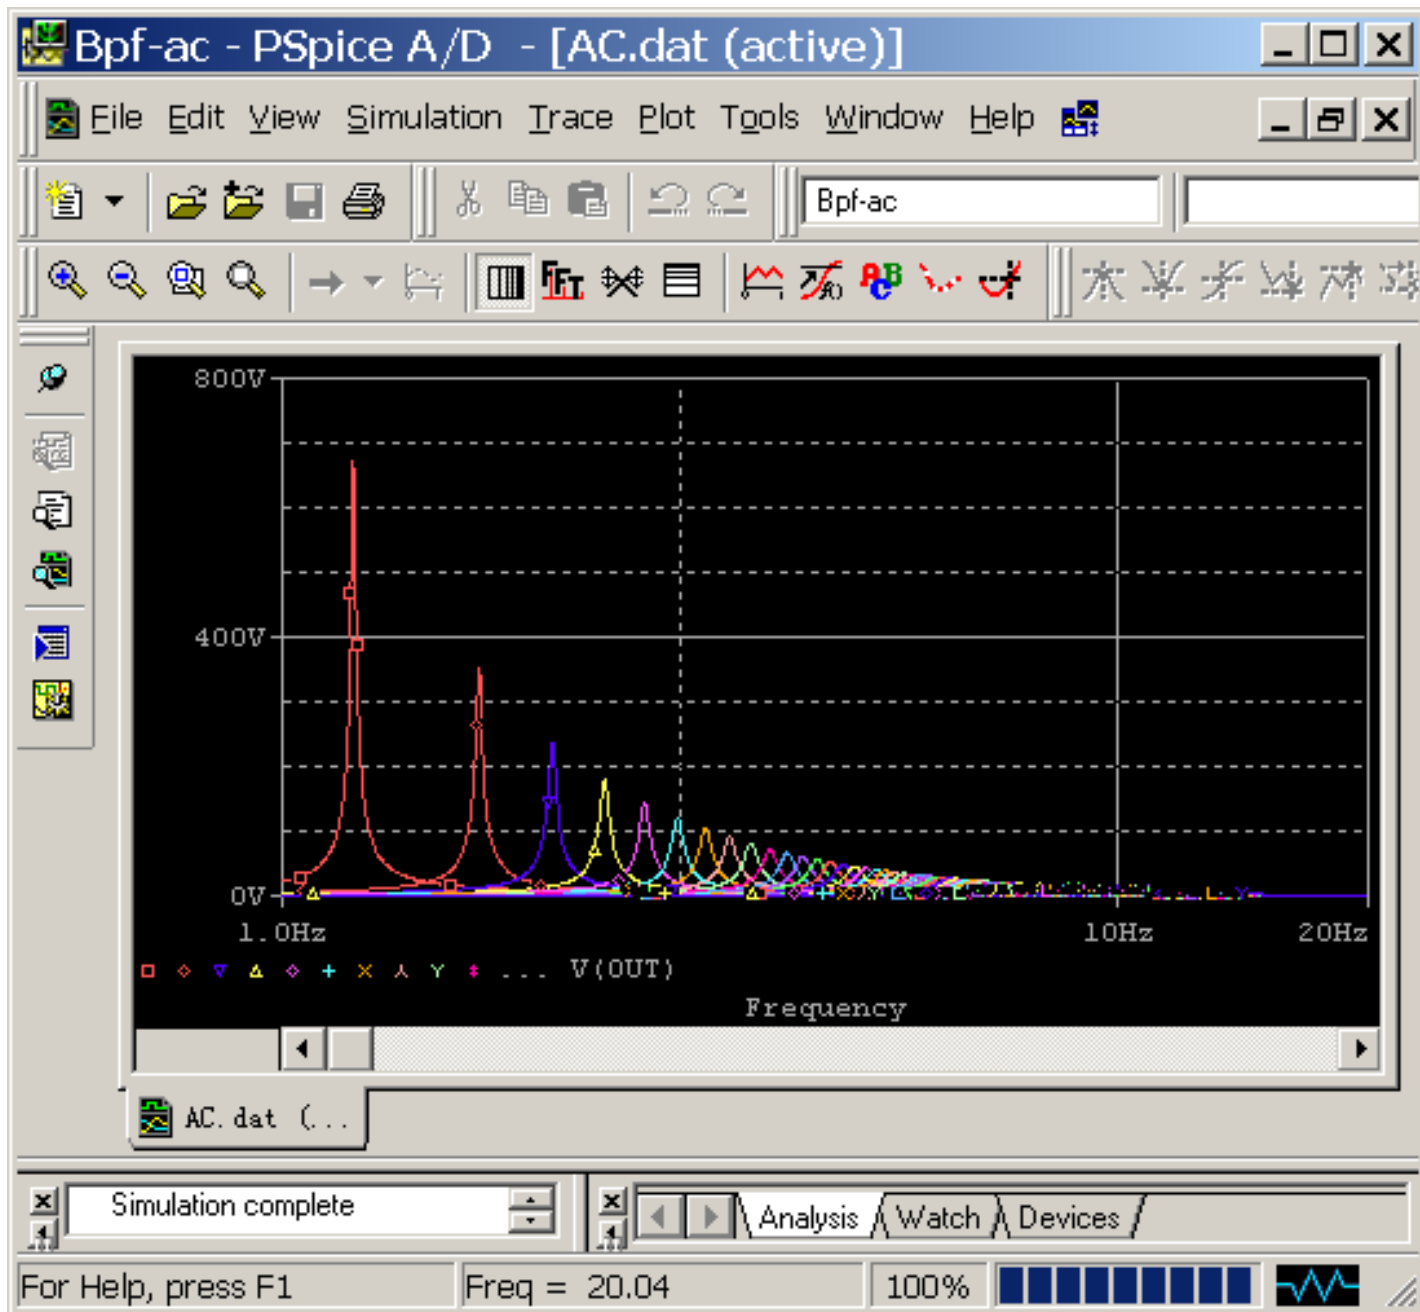 Bpf-ac - PSpice A/D - [AC.dat (active)]
File Edit View Simulation Trace Plot Tools Window Help
Bpf-ac
FFT ABC
800V
400V
0V
1.0Hz 10Hz 20Hz
... V(OUT)
Frequency
AC.dat (...
Simulation complete
Analysis Watch Devices
For Help, press F1 Freq = 20.04 100%